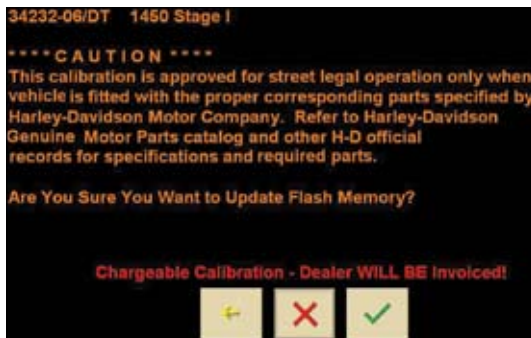 34232-06/DT 1450 Stage I
**** C A U T I O N ****
This calibration is approved for street legal operation only when
vehicle is fitted with the proper corresponding parts specified by
Harley-Davidson Motor Company. Refer to Harley-Davidson
Genuine Motor Parts catalog and other H-D official
records for specifications and required parts.
Are You Sure You Want to Update Flash Memory?
Chargeable Calibration - Dealer WILL BE Invoiced!